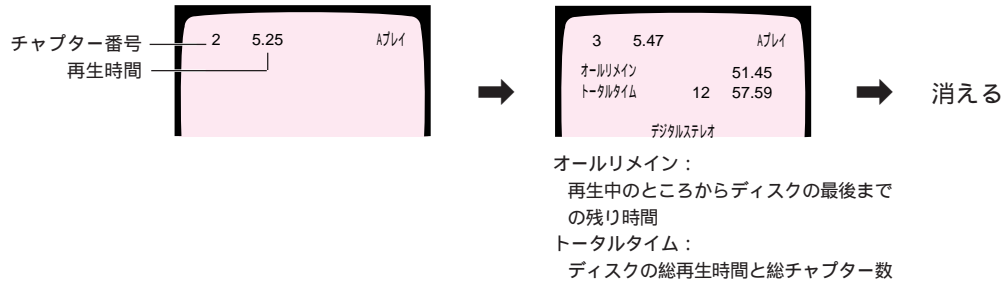 チャプター番号
再生時間
2 5.25 Aプレイ
3 5.47 Aプレイ
オールリメイン 51.45
トータルタイム 12 57.59
デジタルステレオ
消える
オールリメイン：
再生中のところからディスクの最後まで
の残り時間
トータルタイム：
ディスクの総再生時間と総チャプター数